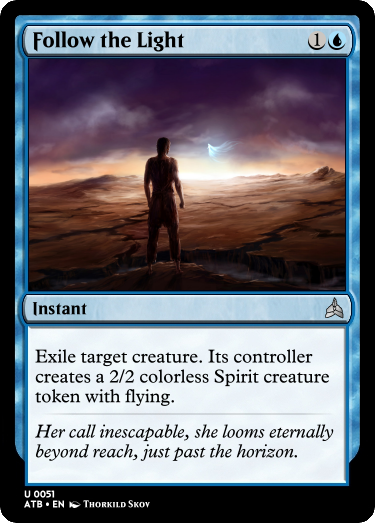 Follow the Light 1
Instant
Exile target creature. Its controller
creates a 2/2 colorless Spirit creature
token with flying.
Her call inescapable, she looms eternally
beyond reach, just past the horizon.
U 0051
ATB • EN Thorkild Skov